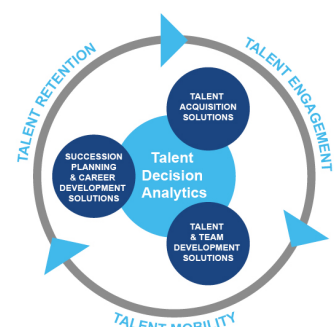 TALENT RETENTION
TALENT ENGAGEMENT
TALENT
ACQUISITION
SOLUTIONS
SUCCESSION
PLANNING
& CAREER
DEVELOPMENT
SOLUTIONS
Talent
Decision
Analytics
TALENT
& TEAM
DEVELOPMENT
SOLUTIONS
TALENT MOBILITY